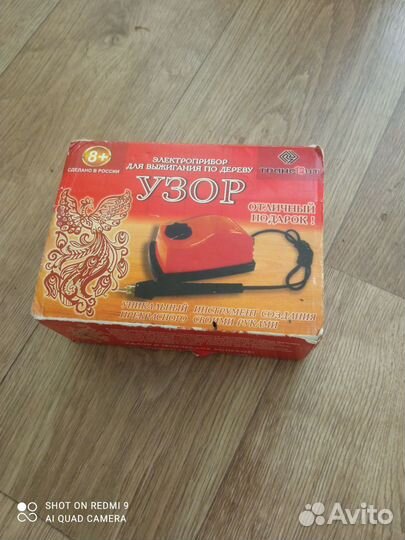 8+
СДЕЛАНО В РОССИИ
ЭЛЕКТРОПРИБОР
ДЛЯ ВЫЖИГАНИЯ ПО ДЕРЕВУ
УЗОР
ОТЛИЧНЫЙ
ПОДАРОК !
УНИКАЛЬНЫЙ ИНСТРУМЕНТ СОЗДАНИЯ
ПРЕКРАСНОГО СВОИМИ РУКАМИ
SHOT ON REDMI 9
AI QUAD CAMERA
Avito